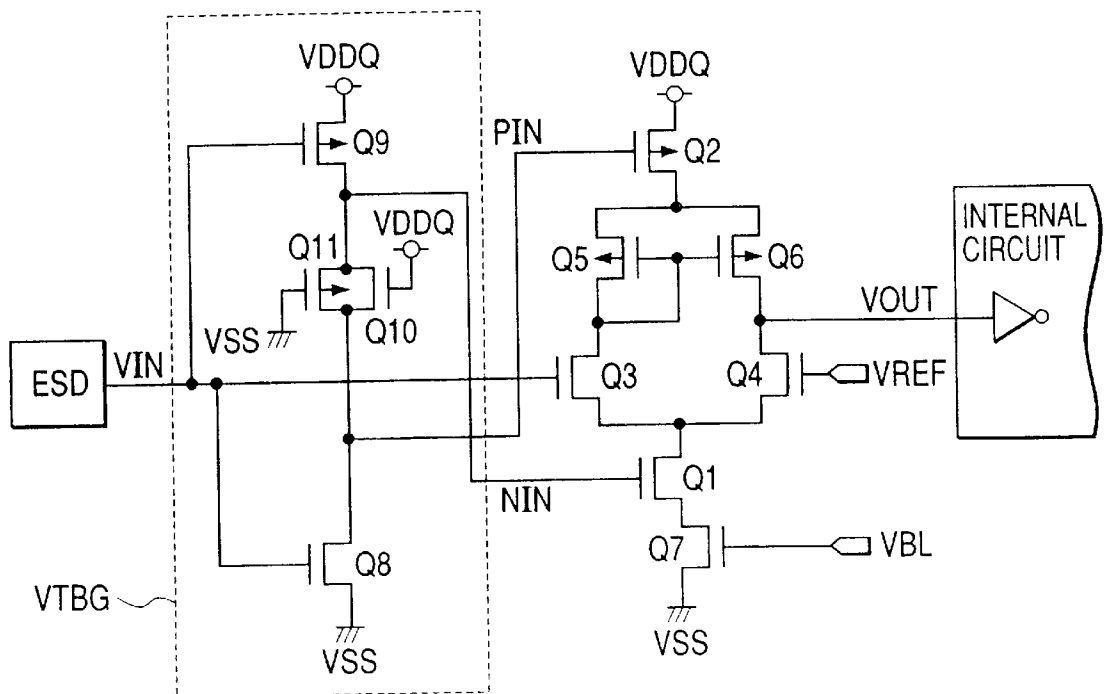 VDDQ
Q9
VDDQ
PIN
Q2
VDDQ
Q11
Q10
VSS
Q5
Q6
INTERNAL
CIRCUIT
VOUT
ESD
VIN
Q3
Q4
VREF
NIN
Q1
Q8
Q7
VBL
VTBG
VSS
VSS